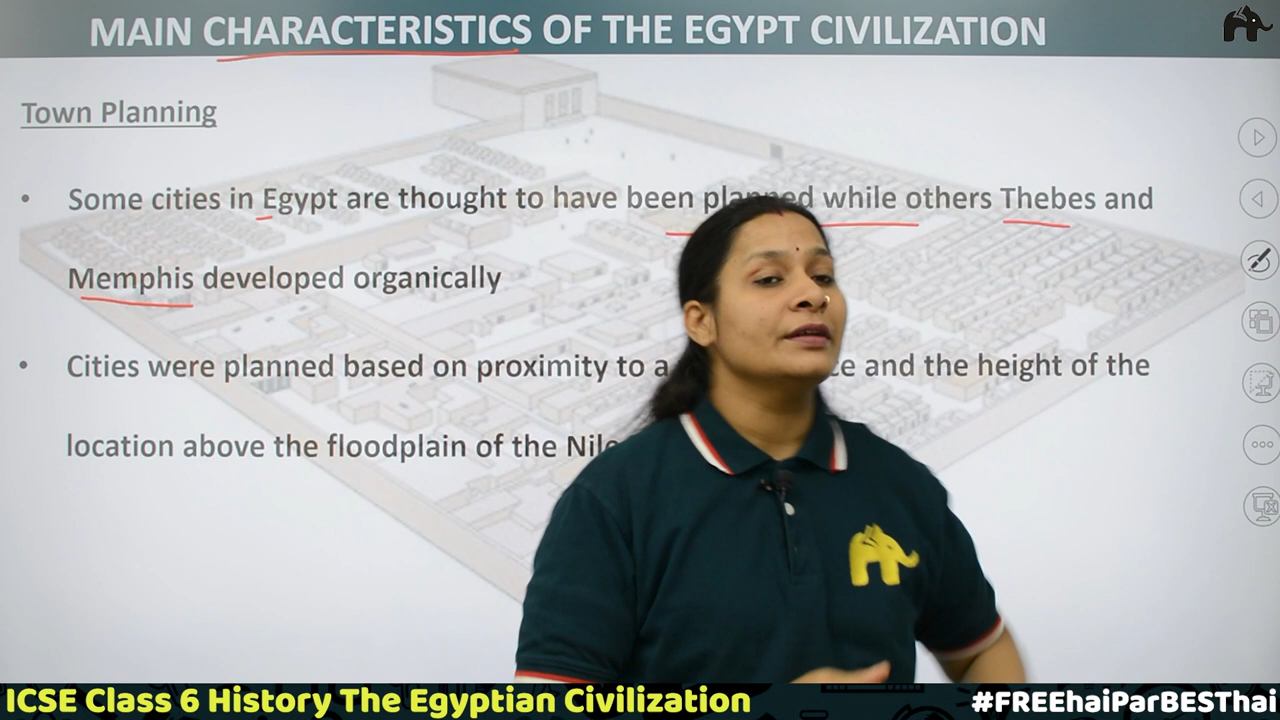 MAIN CHARACTERISTICS OF THE EGYPT CIVILIZATION
Town Planning
• Some cities in Egypt are thought to have been planned while others Thebes and
Memphis developed organically
• Cities were planned based on proximity to a and the height of the
location above the floodplain of the Nile
ICSE Class 6 History The Egyptian Civilization
#FREEhaiParBESThai